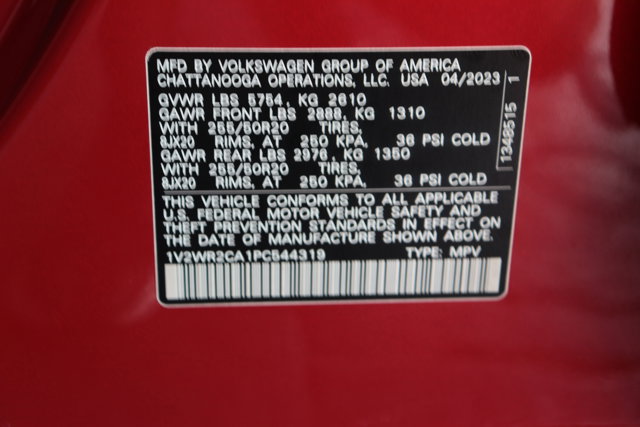 MFD BY VOLKSWAGEN GROUP OF AMERICA
CHATTANOOGA OPERATIONS, LLC. USA 04/2023
GVWR LBS 5754, KG 2610
GAWR FRONT LBS 2888, KG 1310
WITH 255/50R20 TIRES,
8JX20 RIMS, AT 250 KPA, 36 PSI COLD
GAWR REAR LBS 2976, KG 1350
WITH 255/50R20 TIRES,
8JX20 RIMS, AT 250 KPA, 36 PSI COLD
THIS VEHICLE CONFORMS TO ALL APPLICABLE
U.S. FEDERAL MOTOR VEHICLE SAFETY AND
THEFT PREVENTION STANDARDS IN EFFECT ON
THE DATE OF MANUFACTURE SHOWN ABOVE.
1V2WR2CA1PC544319 TYPE: MPV
1348515 1